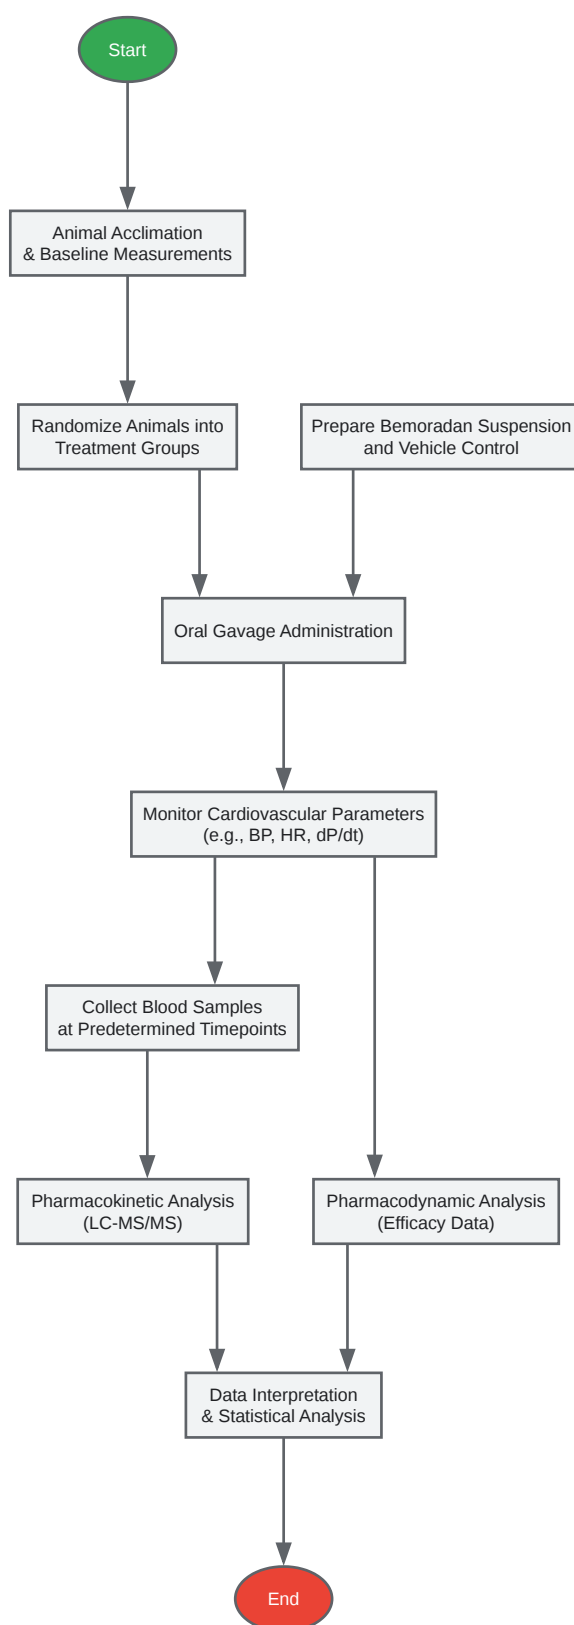 Start
Animal Acclimation
& Baseline Measurements
Randomize Animals into
Treatment Groups
Prepare Bemoradan Suspension
and Vehicle Control
Oral Gavage Administration
Monitor Cardiovascular Parameters
(e.g., BP, HR, dP/dt)
Collect Blood Samples
at Predetermined Timepoints
Pharmacokinetic Analysis
(LC-MS/MS)
Pharmacodynamic Analysis
(Efficacy Data)
Data Interpretation
& Statistical Analysis
End